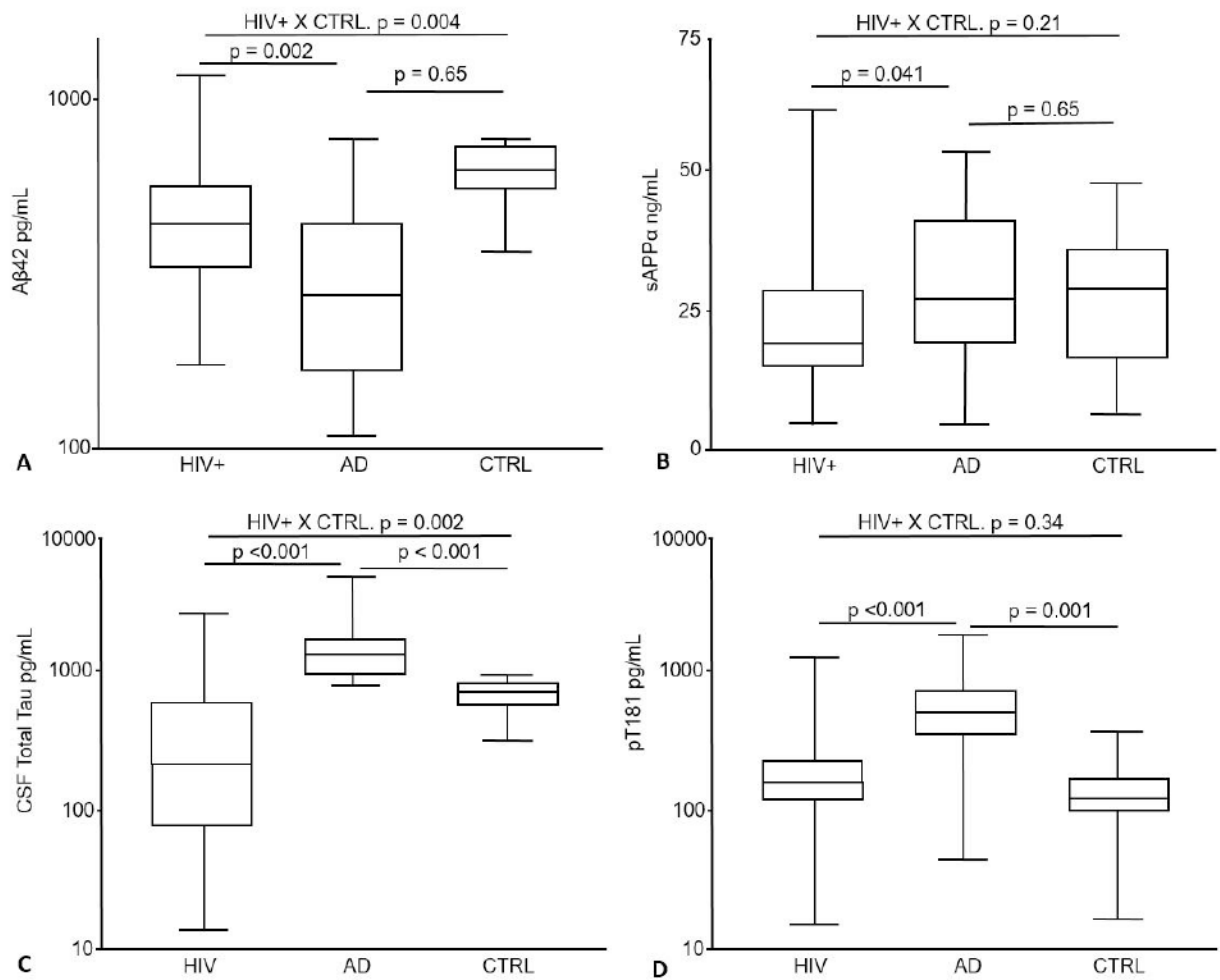 HIV+ X CTRL. p = 0.004
p = 0.002
p = 0.65
1000
100
Aβ42 pg/mL
A
HIV+ AD CTRL
HIV+ X CTRL. p = 0.21
p = 0.041
p = 0.65
75
50
25
0
sAPPα ng/mL
B
HIV+ AD CTRL
HIV+ X CTRL. p = 0.002
p <0.001
p < 0.001
10000
1000
100
10
CSF Total Tau pg/mL
C
HIV AD CTRL
HIV+ X CTRL. p = 0.34
p <0.001
p = 0.001
10000
1000
100
10
pT181 pg/mL
D
HIV+ AD CTRL